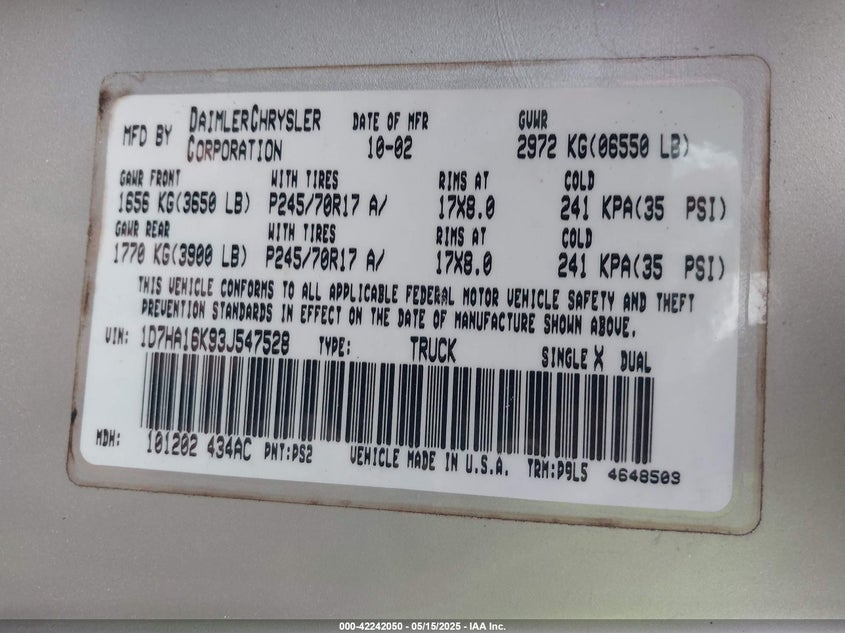 MFD BY DAIMLERCHRYSLER CORPORATION DATE OF MFR 10-02 GVWR 2972 KG(06550 LB)
GAWR FRONT WITH TIRES RIMS AT COLD
1656 KG(3650 LB) P245/70R17 A/ 17X8.0 241 KPA(35 PSI)
GAWR REAR WITH TIRES RIMS AT COLD
1770 KG(3900 LB) P245/70R17 A/ 17X8.0 241 KPA(35 PSI)
THIS VEHICLE CONFORMS TO ALL APPLICABLE FEDERAL MOTOR VEHICLE SAFETY AND THEFT
PREVENTION STANDARDS IN EFFECT ON THE DATE OF MANUFACTURE SHOWN ABOVE.
VIN: 1D7HA16K93J547528 TYPE: TRUCK SINGLE X DUAL
MDH: 101202 434AC PNT:PS2 VEHICLE MADE IN U.S.A. TRM:P9L5 4648503
000-42242050 - 05/15/2025 - IAA Inc.